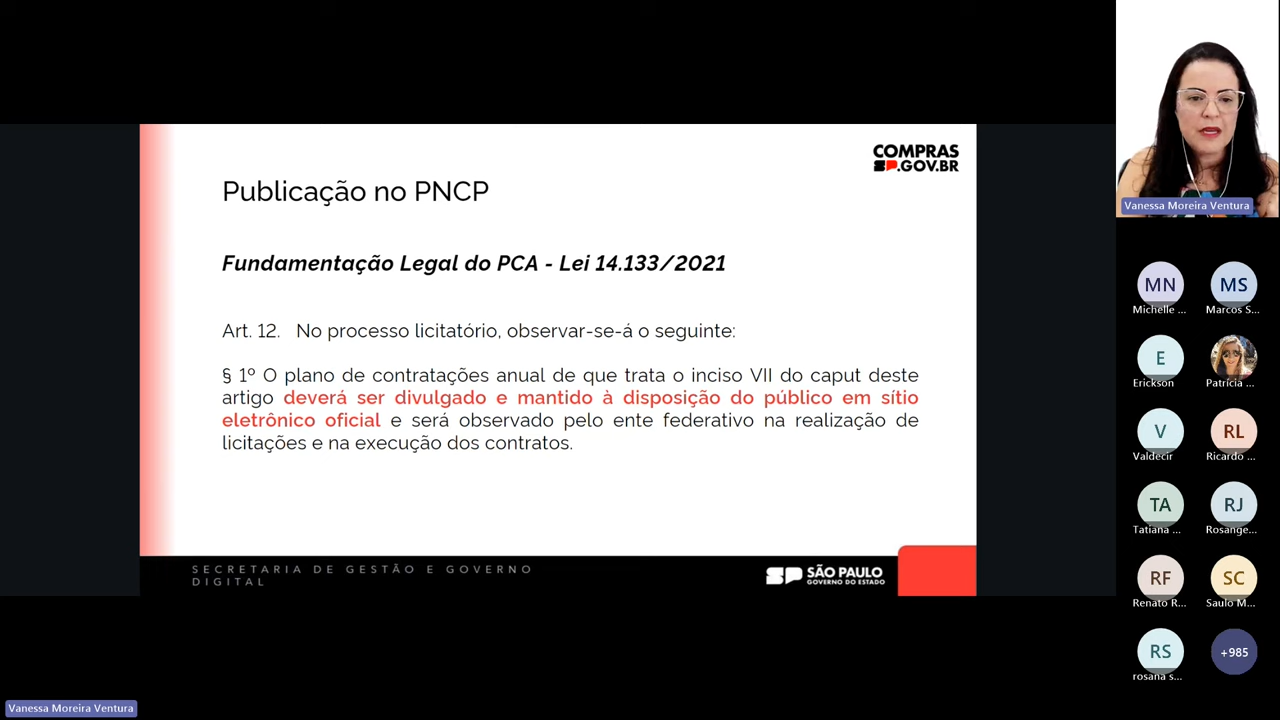 COMPRAS
SP.GOV.BR
Publicação no PNCP
Fundamentação Legal do PCA - Lei 14.133/2021
Art. 12. No processo licitatório, observar-se-á o seguinte:
§ 1º O plano de contratações anual de que trata o inciso VII do caput deste
artigo deverá ser divulgado e mantido à disposição do público em sítio
eletrônico oficial e será observado pelo ente federativo na realização de
licitações e na execução dos contratos.
SECRETARIA DE GESTÃO E GOVERNO
DIGITAL
SP SÃO PAULO
GOVERNO DO ESTADO
Vanessa Moreira Ventura
MN
Michelle ...
MS
Marcos S...
E
Erickson
Patrícia ...
V
Valdecir
RL
Ricardo ...
TA
Tatiana ...
RJ
Rosange...
RF
Renato R...
SC
Saulo M...
RS
rosana s...
+985
Vanessa Moreira Ventura